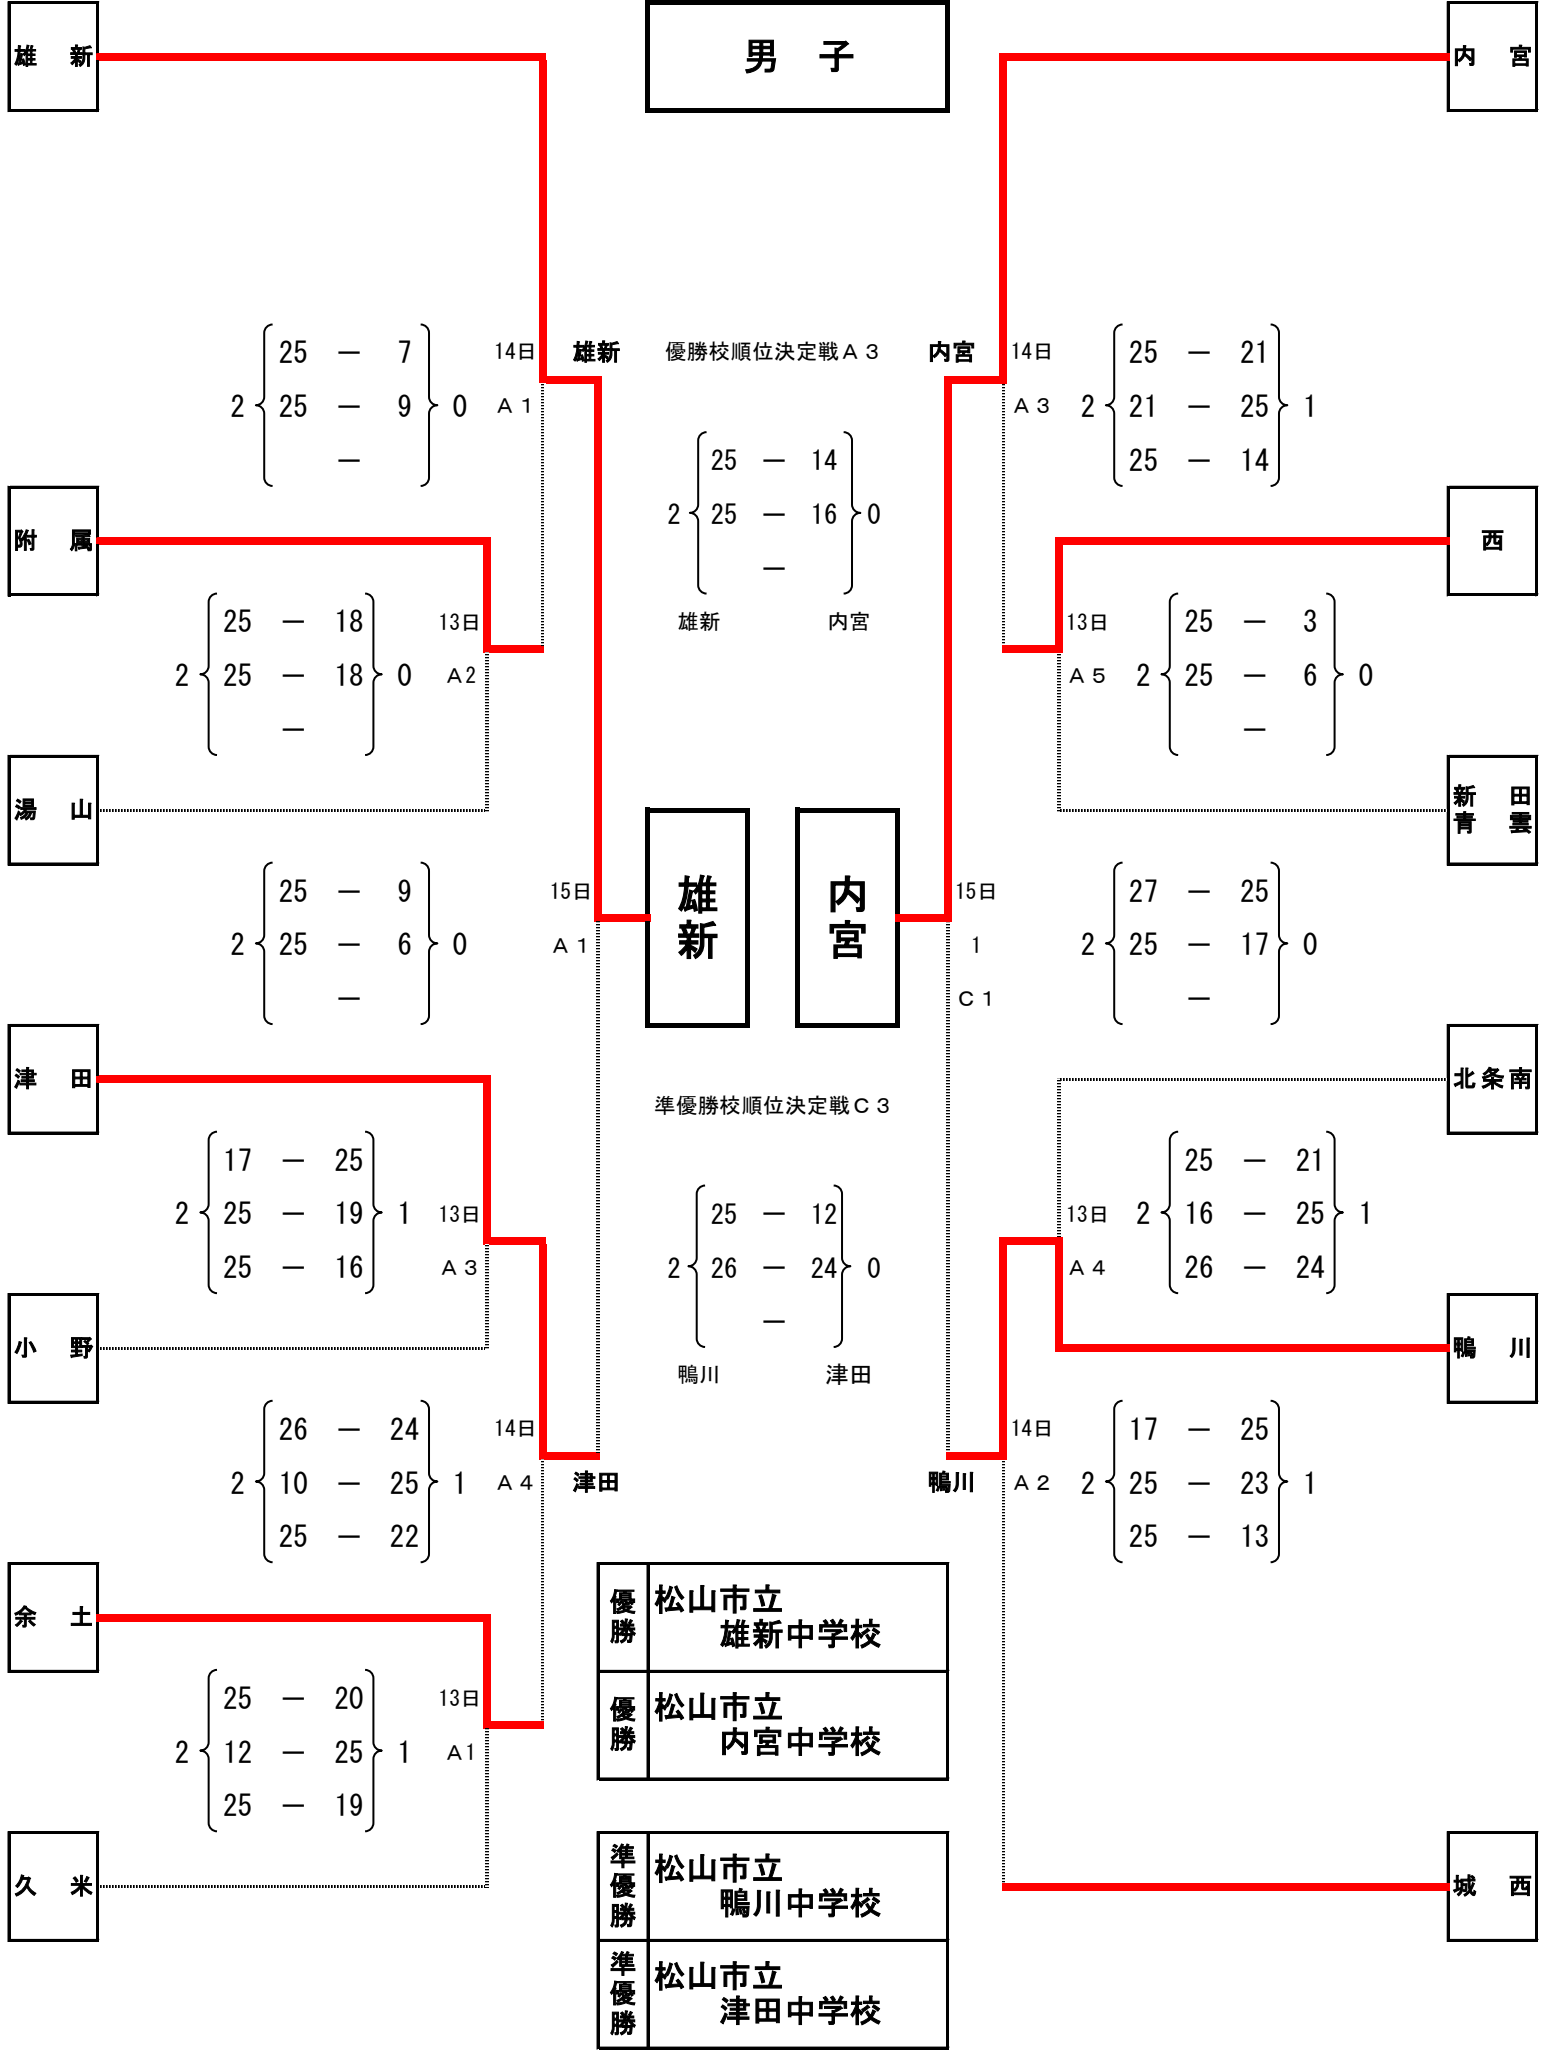 男　子
雄　新
内　宮
14日
A 1
2
25 － 7
25 － 9
－
0
雄新
優勝校順位決定戦A 3
2
25 － 14
25 － 16
－
0
雄新　内宮
内宮
14日
A 3
2
25 － 21
21 － 25
25 － 14
1
附　属
西
2
25 － 18
25 － 18
－
0
13日
A2
13日
A 5
2
25 － 3
25 － 6
－
0
湯　山
新　田
青　雲
2
25 － 9
25 － 6
－
0
15日
A 1
雄新
内宮
15日
1
C 1
2
27 － 25
25 － 17
－
0
津　田
北条南
準優勝校順位決定戦C 3
2
17 － 25
25 － 19
25 － 16
1
13日
A 3
2
25 － 12
26 － 24
－
0
鴨川　津田
13日
A 4
2
25 － 21
16 － 25
26 － 24
1
小　野
鴨　川
2
26 － 24
10 － 25
25 － 22
1
14日
A 4
津田
鴨川
14日
A 2
2
17 － 25
25 － 23
25 － 13
1
余　土
2
25 － 20
12 － 25
25 － 19
1
13日
A1
久　米
城　西
優勝
松山市立
雄新中学校
優勝
松山市立
内宮中学校
準優勝
松山市立
鴨川中学校
準優勝
松山市立
津田中学校